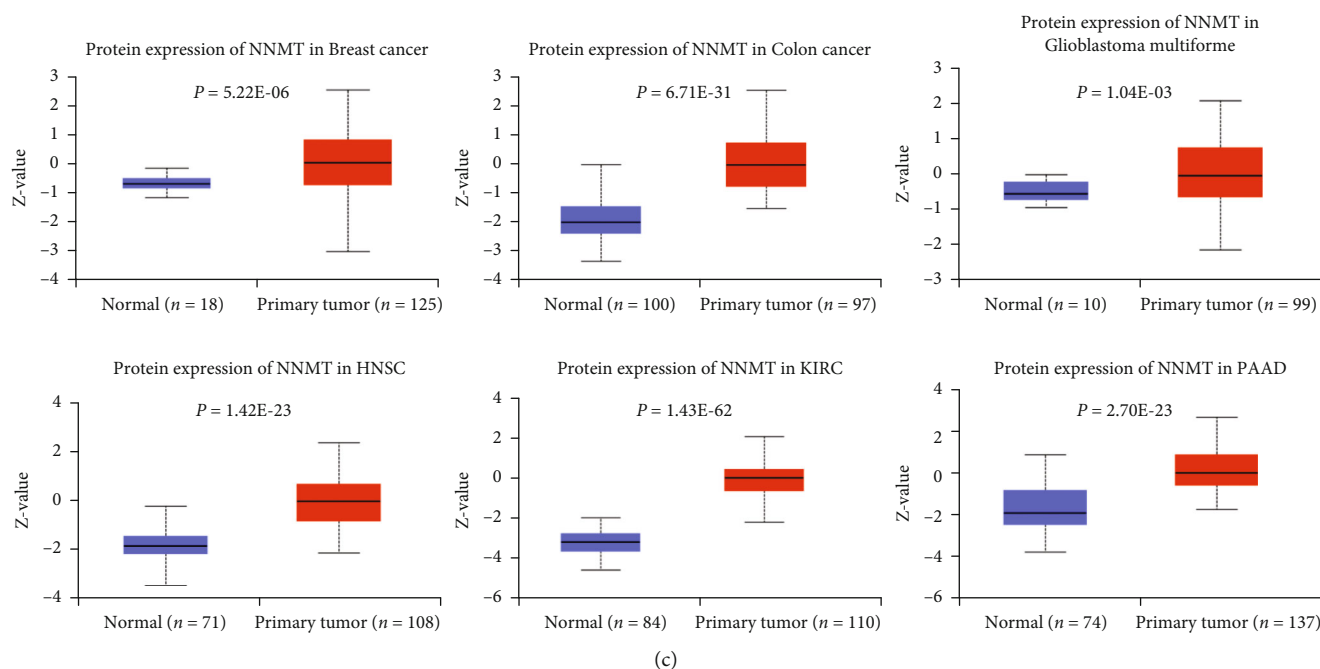 Protein expression of NNMT in Breast cancer
P = 5.22E-06
Z-value
3
2
1
0
–1
–2
–3
–4
Normal (n = 18)
Primary tumor (n = 125)
Protein expression of NNMT in Colon cancer
P = 6.71E-31
Z-value
3
2
1
0
–1
–2
–3
–4
Normal (n = 100)
Primary tumor (n = 97)
Protein expression of NNMT in
Glioblastoma multiforme
P = 1.04E-03
Z-value
3
2
1
0
–1
–2
–3
Normal (n = 10)
Primary tumor (n = 99)
Protein expression of NNMT in HNSC
P = 1.42E-23
Z-value
4
2
0
–2
–4
Normal (n = 71)
Primary tumor (n = 108)
Protein expression of NNMT in KIRC
P = 1.43E-62
Z-value
4
2
0
–2
–4
–6
Normal (n = 84)
Primary tumor (n = 110)
Protein expression of NNMT in PAAD
P = 2.70E-23
Z-value
4
2
0
–2
–4
–6
Normal (n = 74)
Primary tumor (n = 137)
(c)